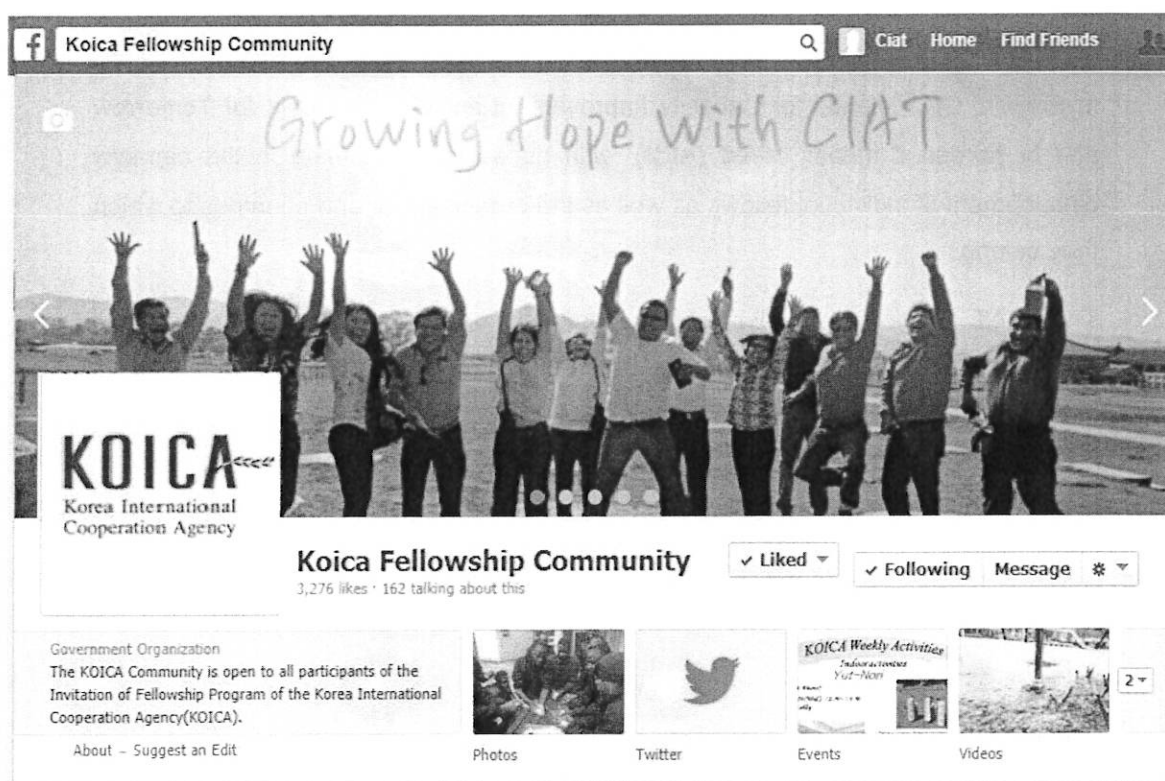 Koica Fellowship Community
Ciat Home Find Friends
Growing Hope With CIAT
KOICA
Korea International
Cooperation Agency
Koica Fellowship Community
✓ Liked
✓ Following Message
3,276 likes · 162 talking about this
Government Organization
The KOICA Community is open to all participants of the
Invitation of Fellowship Program of the Korea International
Cooperation Agency(KOICA).
About – Suggest an Edit
KOICA Weekly Activities
Indoor activities
Yut-Nori
2
Photos
Twitter
Events
Videos